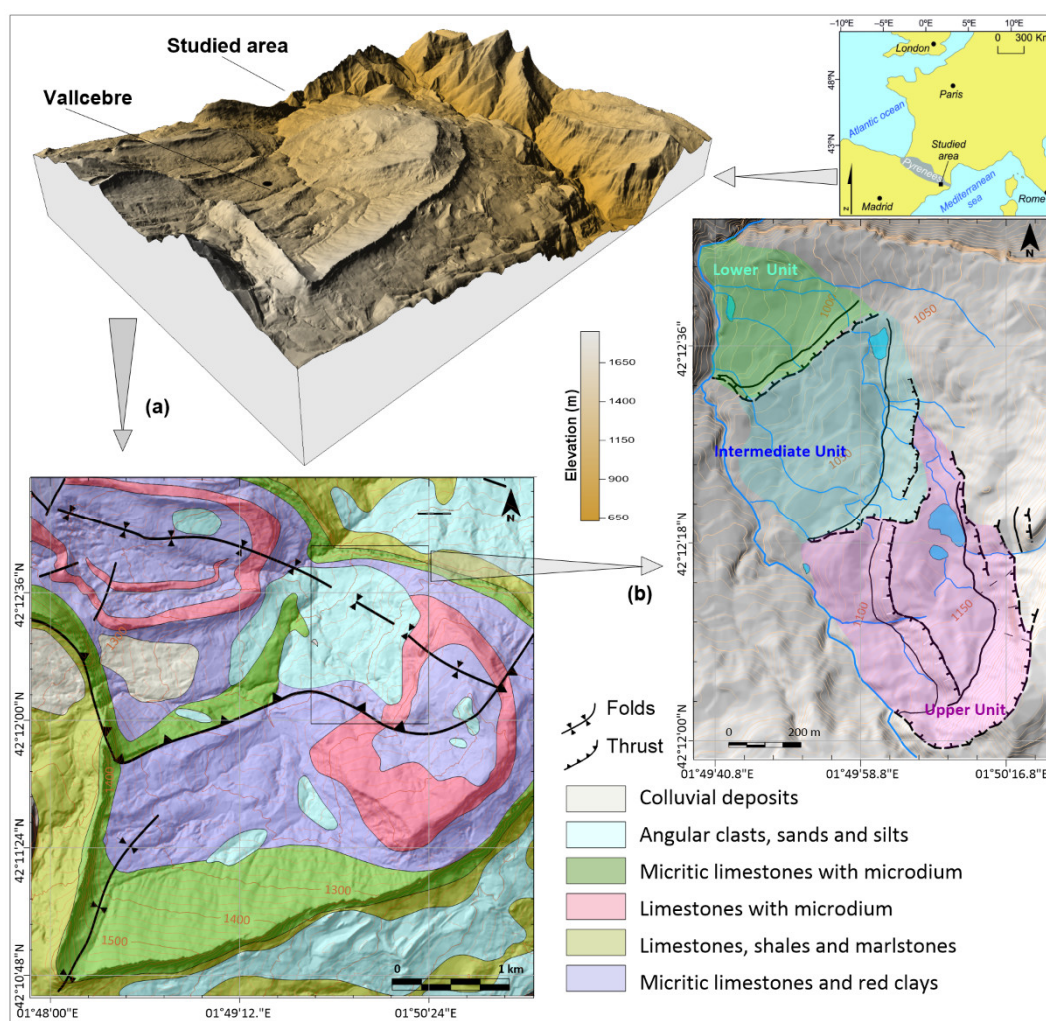 Studied area
Vallcebre
(a)
Elevation (m)
1650
1400
1150
900
650
−10°E −5°E 0°E 5°E 10°E
0 300 Km
48°N
43°N
London
Paris
Atlantic ocean
Studied
area
Pyrenees
Mediterranean
sea
Madrid
Rome
N
N
Lower Unit
1000
1050
Intermediate Unit
1050
1100
1150
Upper Unit
42°12'36"
42°12'18"N
42°12'00"N
0 200 m
01°49'40.8"E 01°49'58.8"E 01°50'16.8"E
(b)
N
42°12'36"N
42°12'00"N
42°11'24"N
42°10'48"N
1300
1400
1500
0 1 km
01°48'00"E 01°49'12."E 01°50'24"E
Folds
Thrust
Colluvial deposits
Angular clasts, sands and silts
Micritic limestones with microdium
Limestones with microdium
Limestones, shales and marlstones
Micritic limestones and red clays